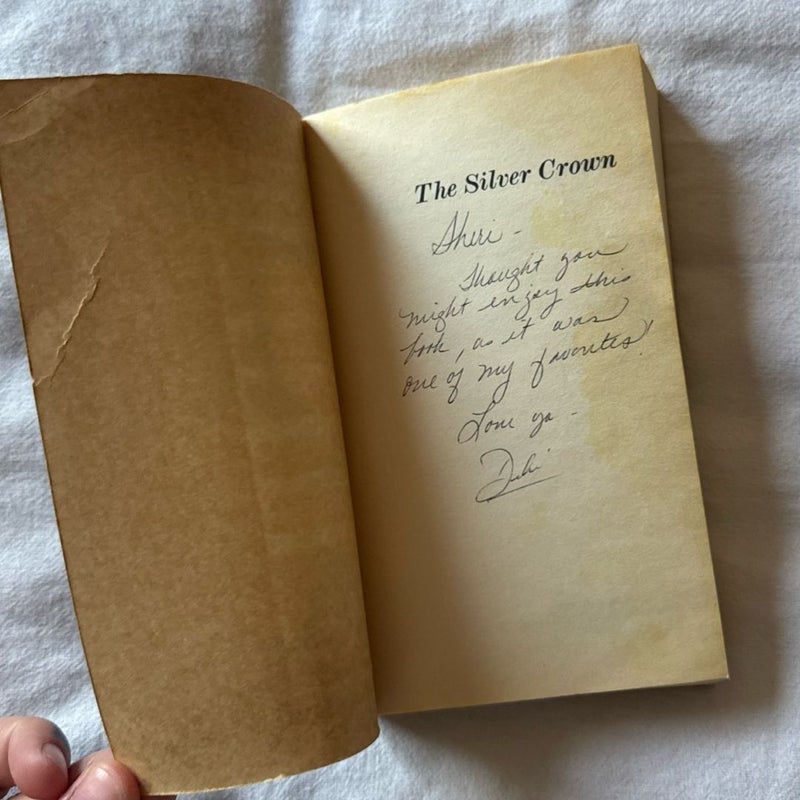 The Silver Crown
Sheri -
Thought you
might enjoy this
book, as it was
one of my favorites!
Love ya -
Debi